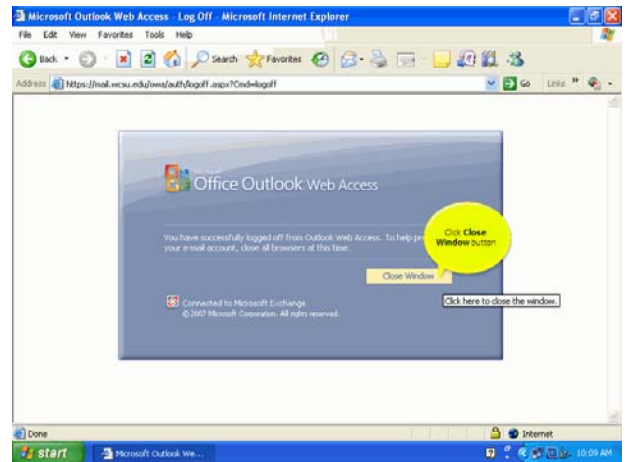 Microsoft Outlook Web Access - Log Off - Microsoft Internet Explorer
File Edit View Favorites Tools Help
Back Search Favorites
Address https://mail.wcsu.edu/owa/auth/logoff.aspx?Cmd=logoff Go Links »
Microsoft
Office Outlook Web Access
You have successfully logged off from Outlook Web Access. To help pr
your e-mail account, close all browsers at this time.
Click Close
Window button
Close Window
Click here to close the window.
Connected to Microsoft Exchange
© 2007 Microsoft Corporation. All rights reserved.
Done Internet
start Microsoft Outlook We... 10:09 AM